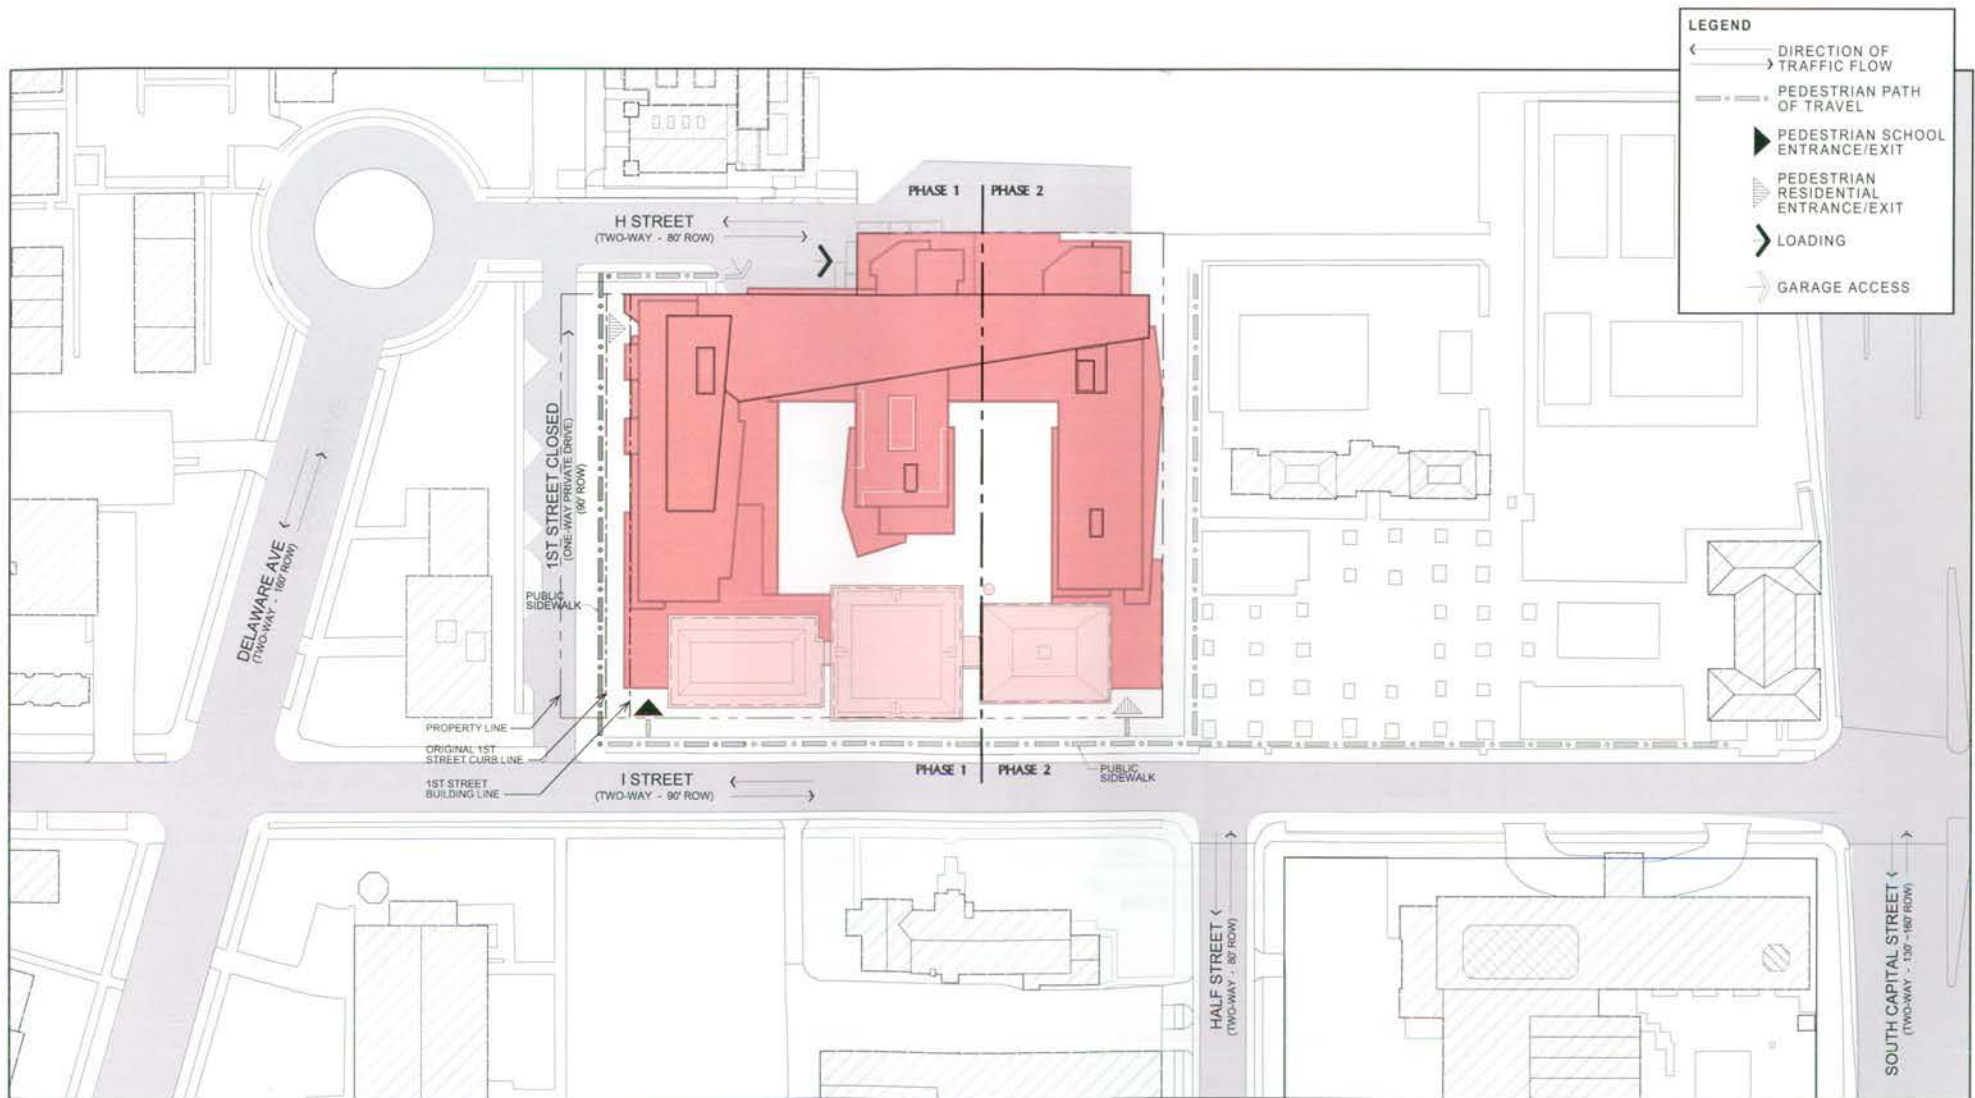 LEGEND
DIRECTION OF
TRAFFIC FLOW
PEDESTRIAN PATH
OF TRAVEL
PEDESTRIAN SCHOOL
ENTRANCE/EXIT
PEDESTRIAN
RESIDENTIAL
ENTRANCE/EXIT
LOADING
GARAGE ACCESS
PHASE 1
PHASE 2
H STREET
(TWO-WAY - 80' ROW)
1ST STREET CLOSED
(ONE-WAY PRIVATE DRIVE)
(90' ROW)
DELAWARE AVE
(TWO-WAY - 160' ROW)
PUBLIC
SIDEWALK
PROPERTY LINE
ORIGINAL 1ST
STREET CURB LINE
1ST STREET
BUILDING LINE
I STREET
(TWO-WAY - 90' ROW)
PHASE 1
PHASE 2
PUBLIC
SIDEWALK
HALF STREET
(TWO-WAY - 80' ROW)
SOUTH CAPITAL STREET
(TWO-WAY - 130'-160' ROW)